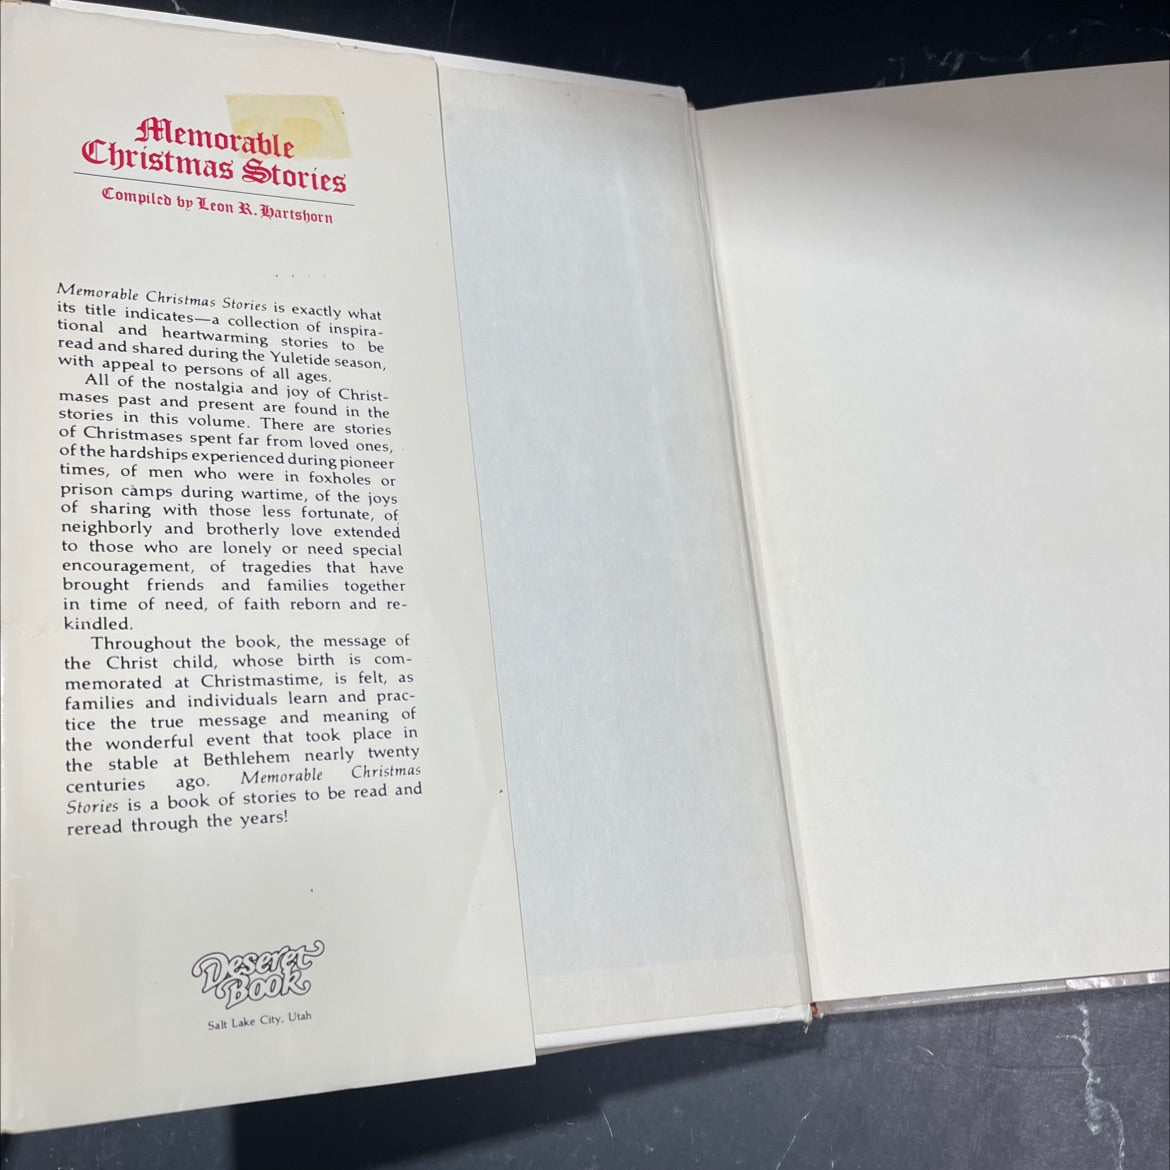 Memorable
Christmas Stories
Compiled by Leon R. Hartshorn
Memorable Christmas Stories is exactly what
its title indicates—a collection of inspira-
tional and heartwarming stories to be
read and shared during the Yuletide season,
with appeal to persons of all ages.
All of the nostalgia and joy of Christ-
mases past and present are found in the
stories in this volume. There are stories
of Christmases spent far from loved ones,
of the hardships experienced during pioneer
times, of men who were in foxholes or
prison camps during wartime, of the joys
of sharing with those less fortunate, of
neighborly and brotherly love extended
to those who are lonely or need special
encouragement, of tragedies that have
brought friends and families together
in time of need, of faith reborn and re-
kindled.
Throughout the book, the message of
the Christ child, whose birth is com-
memorated at Christmastime, is felt, as
families and individuals learn and prac-
tice the true message and meaning of
the wonderful event that took place in
the stable at Bethlehem nearly twenty
centuries ago. Memorable Christmas
Stories is a book of stories to be read and
reread through the years!
Deseret
Book
Salt Lake City, Utah